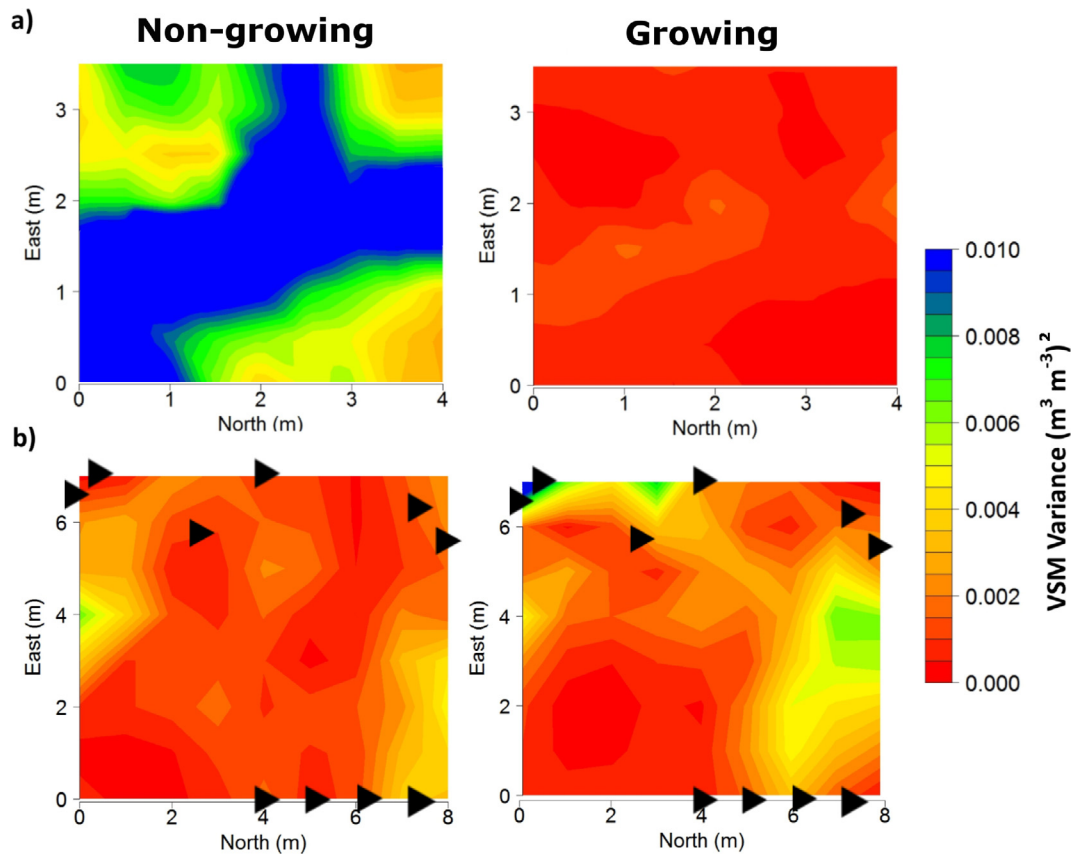 a)
Non-growing
Growing
3
2
1
0
East (m)
0 1 2 3 4
North (m)
3
2
1
0
East (m)
0 1 2 3 4
North (m)
b)
6
4
2
0
East (m)
0 2 4 6 8
North (m)
6
4
2
0
East (m)
0 2 4 6 8
North (m)
0.010
0.008
0.006
0.004
0.002
0.000
VSM Variance (m³ m⁻³)²